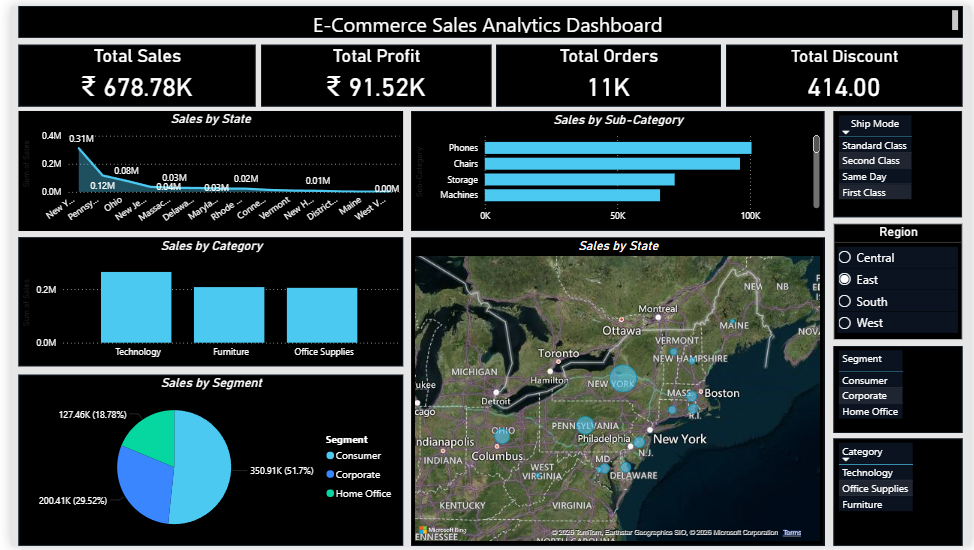 E-Commerce Sales Analytics Dashboard
Total Sales
₹ 678.78K
Total Profit
₹ 91.52K
Total Orders
11K
Total Discount
414.00
Sales by State
Sum of Sales
0.4M
0.2M
0.0M
0.31M
0.12M
0.08M
0.03M
0.04M
0.03M
0.02M
0.01M
0.00M
New Y...
Pennsy...
Ohio
New Je...
Massac...
Delawa...
Maryla...
Rhode ...
Conne...
Vermont
New H...
District...
Maine
West V...
Sales by Sub-Category
Sub-Category
Phones
Chairs
Storage
Machines
0K
50K
100K
Ship Mode
Standard Class
Second Class
Same Day
First Class
Sales by Category
Sum of Sales
0.2M
0.0M
Technology
Furniture
Office Supplies
Sales by State
NEW
NB
Montreal
Ottawa
MAINE
NOV
VERMONT
Toronto
NEW HAMPSHIRE
MICHIGAN
Hamilton
NEW YORK
MASS.
Boston
ukee
Detroit
R.I.
cago
OHIO
PENNSYLVANIA
New York
ndianapolis
Philadelphia
Columbus
N.J.
INDIANA
MD.
WEST
VIRGINIA
DELAWARE
KENTUCKY
VIRGINIA
ENNESSEE
NORTH CAROLINA
Microsoft Bing
© 2026 TomTom, Earthstar Geographics SIO, © 2026 Microsoft Corporation Terms
Region
Central
East
South
West
Sales by Segment
127.46K (18.78%)
350.91K (51.7%)
200.41K (29.52%)
Segment
Consumer
Corporate
Home Office
Segment
Consumer
Corporate
Home Office
Category
Technology
Office Supplies
Furniture